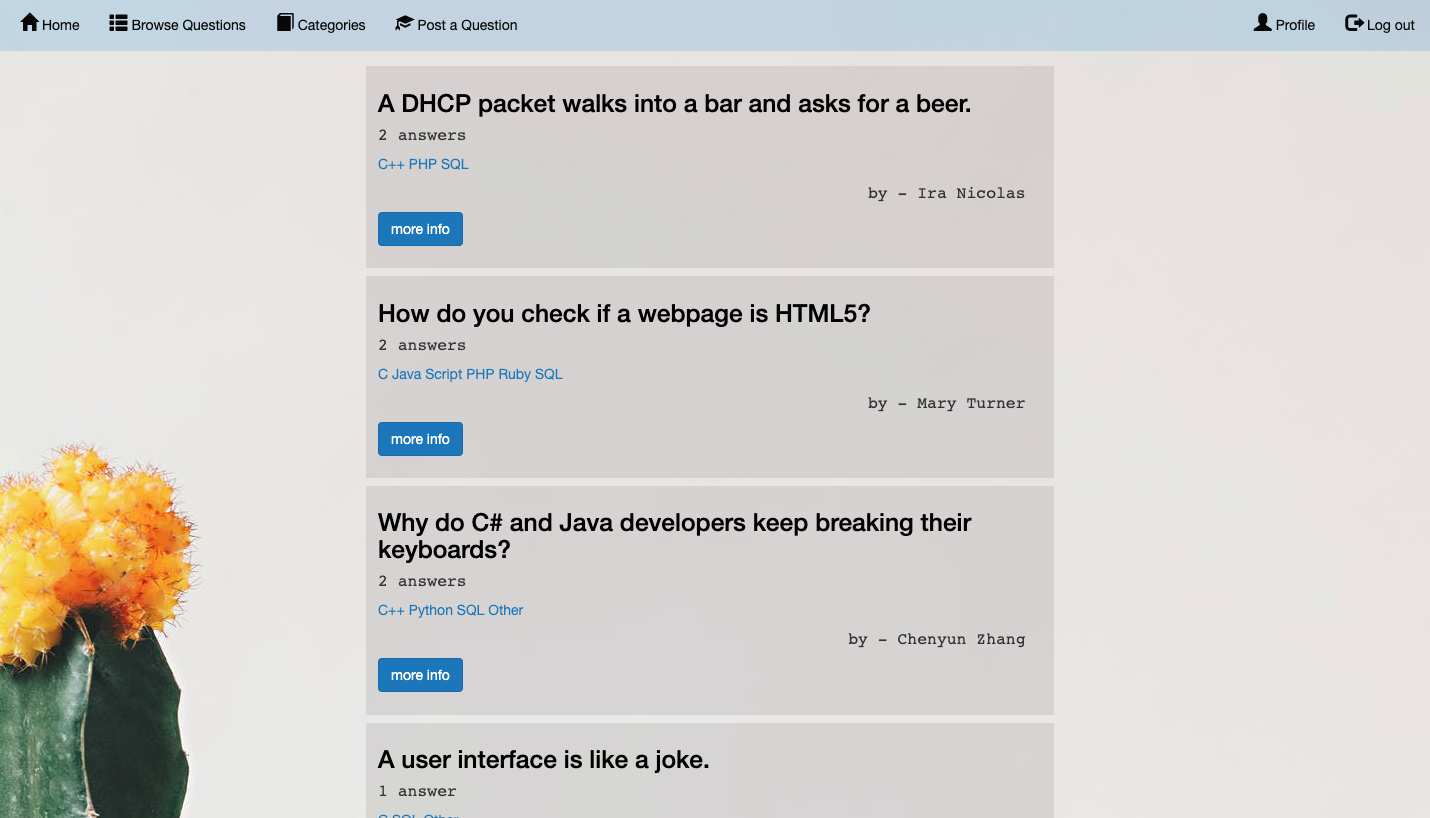 Home Browse Questions Categories Post a Question Profile Log out
A DHCP packet walks into a bar and asks for a beer.
2 answers
C++ PHP SQL
by - Ira Nicolas
more info
How do you check if a webpage is HTML5?
2 answers
C Java Script PHP Ruby SQL
by - Mary Turner
more info
Why do C# and Java developers keep breaking their
keyboards?
2 answers
C++ Python SQL Other
by - Chenyun Zhang
more info
A user interface is like a joke.
1 answer
C SQL Other